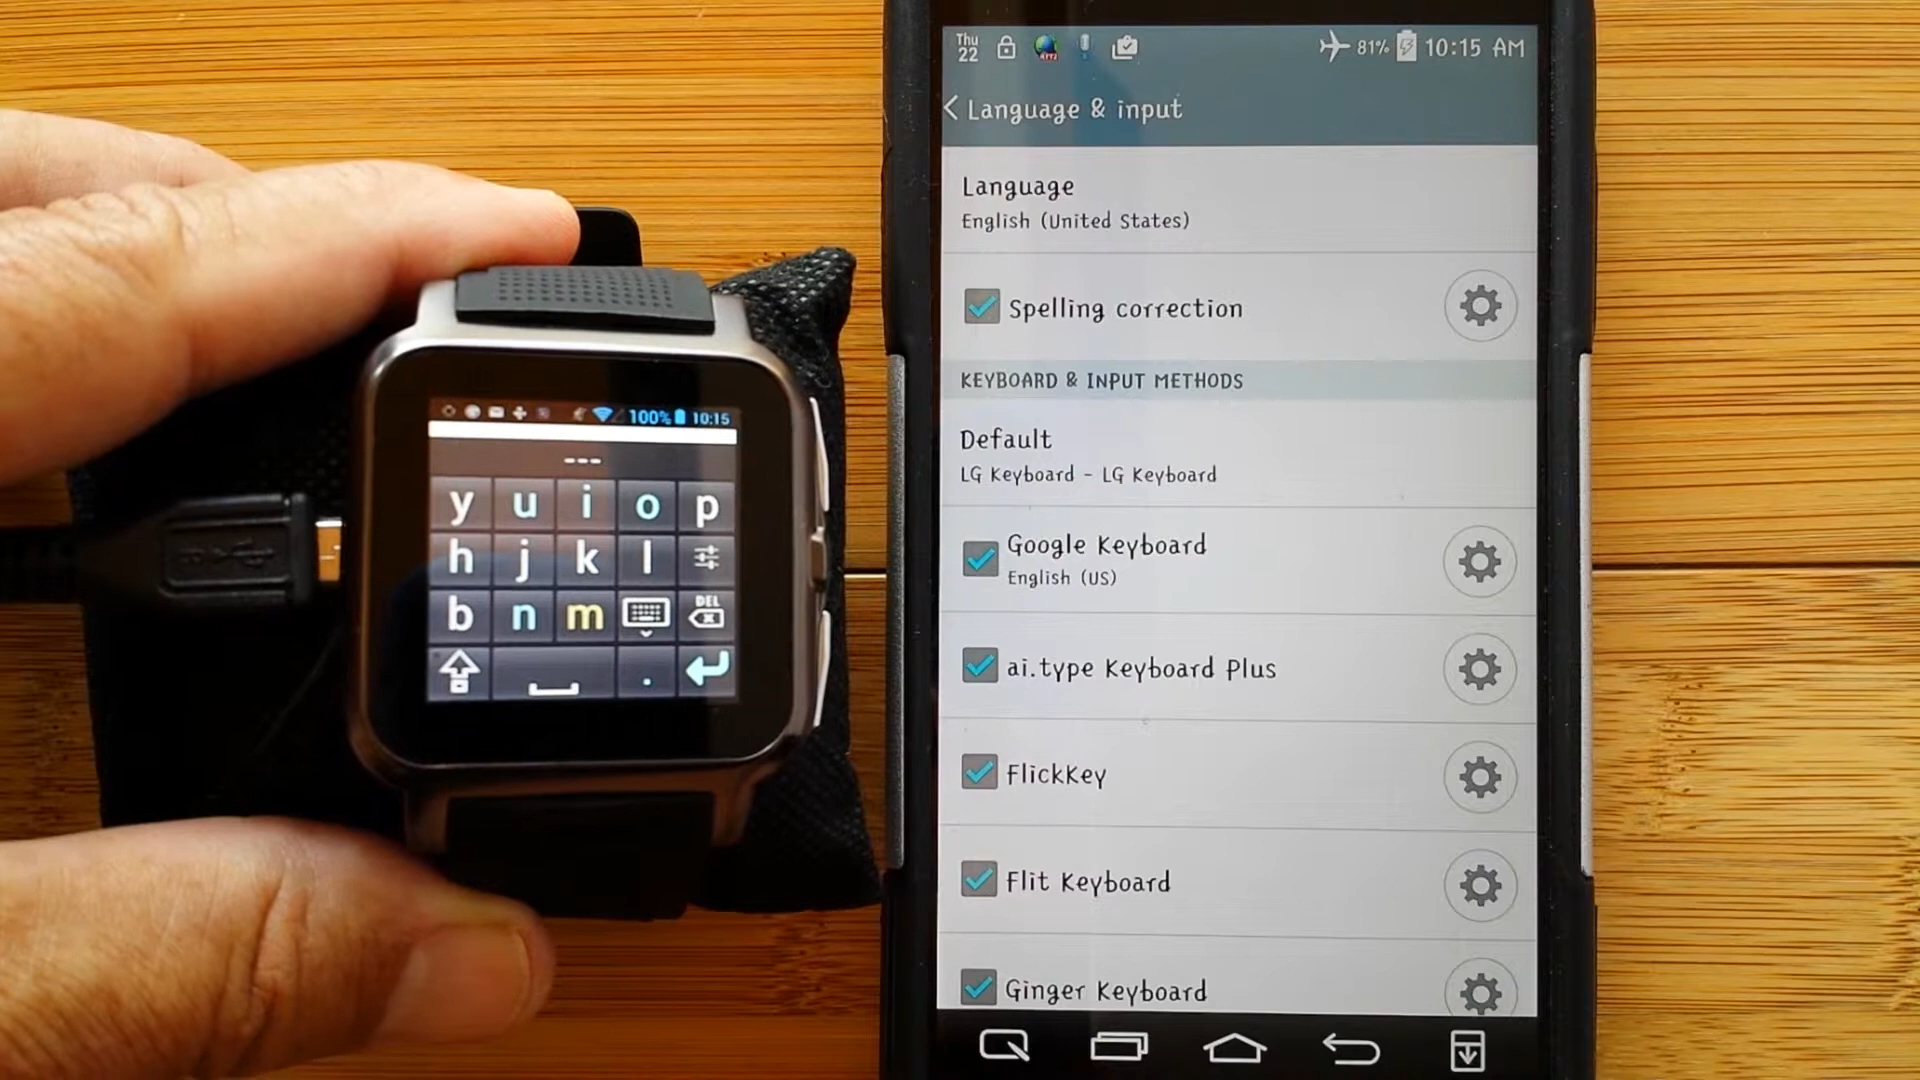 100% 10:15
---
y u i o p
h j k l
b n m DEL
.
Thu
22
81% 10:15 AM
Language & input
Language
English (United States)
Spelling correction
KEYBOARD & INPUT METHODS
Default
LG Keyboard - LG Keyboard
Google Keyboard
English (US)
ai.type Keyboard Plus
FlickKey
Flit Keyboard
Ginger Keyboard